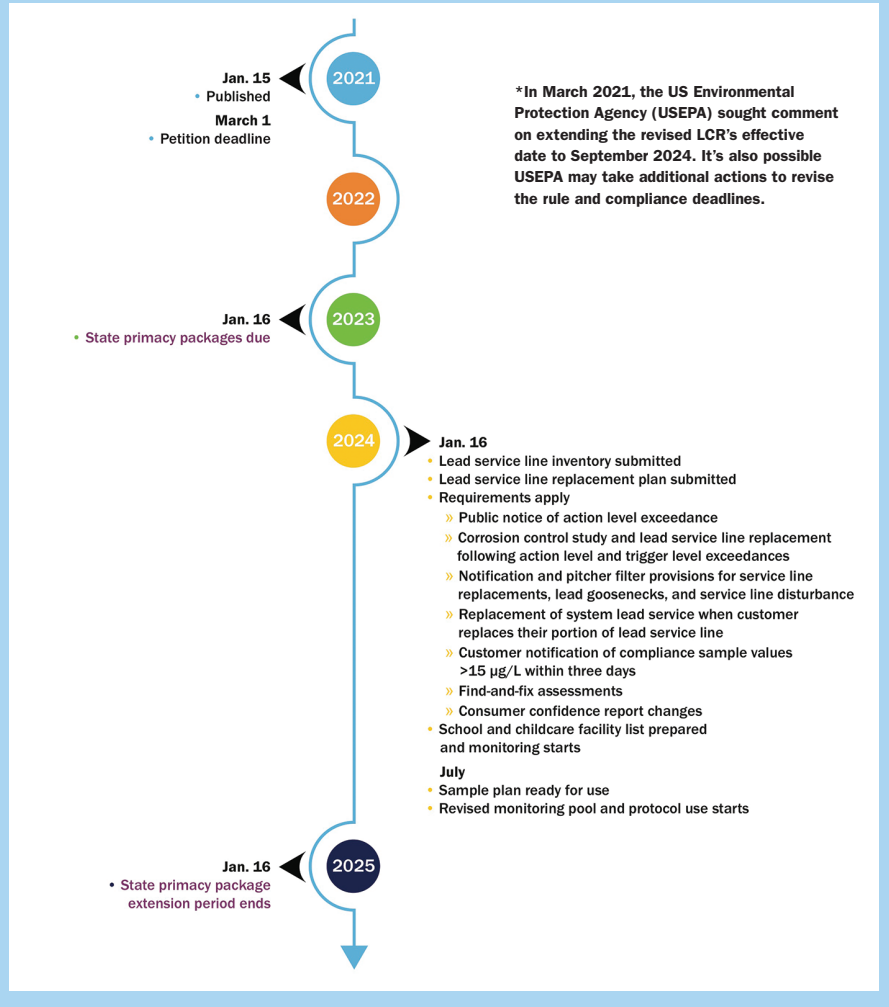 2021
Jan. 15
• Published
March 1
• Petition deadline
*In March 2021, the US Environmental
Protection Agency (USEPA) sought comment
on extending the revised LCR’s effective
date to September 2024. It’s also possible
USEPA may take additional actions to revise
the rule and compliance deadlines.
2022
2023
Jan. 16
• State primacy packages due
2024
Jan. 16
• Lead service line inventory submitted
• Lead service line replacement plan submitted
• Requirements apply
» Public notice of action level exceedance
» Corrosion control study and lead service line replacement
following action level and trigger level exceedances
» Notification and pitcher filter provisions for service line
replacements, lead goosenecks, and service line disturbance
» Replacement of system lead service when customer
replaces their portion of lead service line
» Customer notification of compliance sample values
>15 µg/L within three days
» Find-and-fix assessments
» Consumer confidence report changes
• School and childcare facility list prepared
and monitoring starts
July
• Sample plan ready for use
• Revised monitoring pool and protocol use starts
2025
Jan. 16
• State primacy package
extension period ends